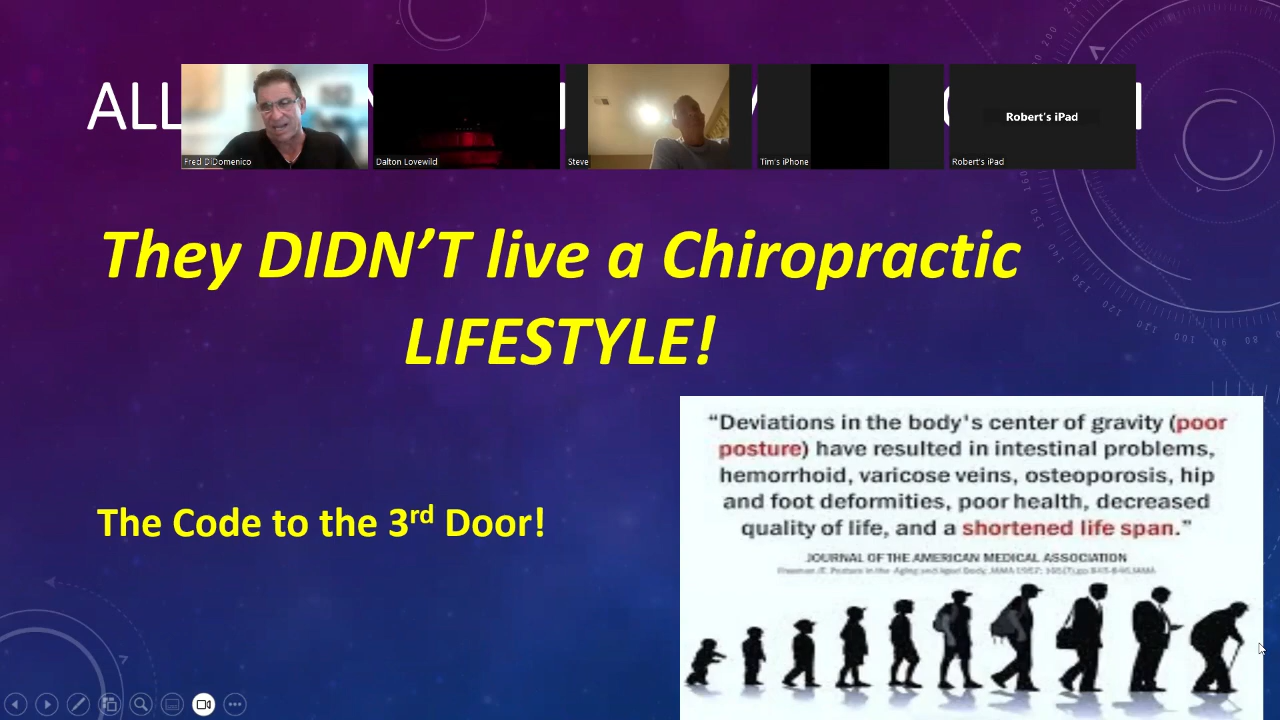 ALL
Fred DiDomenico
Dalton Lovewild
Steve
Tim's iPhone
Robert's iPad
Robert's iPad
They DIDN'T live a Chiropractic
LIFESTYLE!
The Code to the 3rd Door!
“Deviations in the body's center of gravity (poor
posture) have resulted in intestinal problems,
hemorrhoid, varicose veins, osteoporosis, hip
and foot deformities, poor health, decreased
quality of life, and a shortened life span.”
JOURNAL OF THE AMERICAN MEDICAL ASSOCIATION